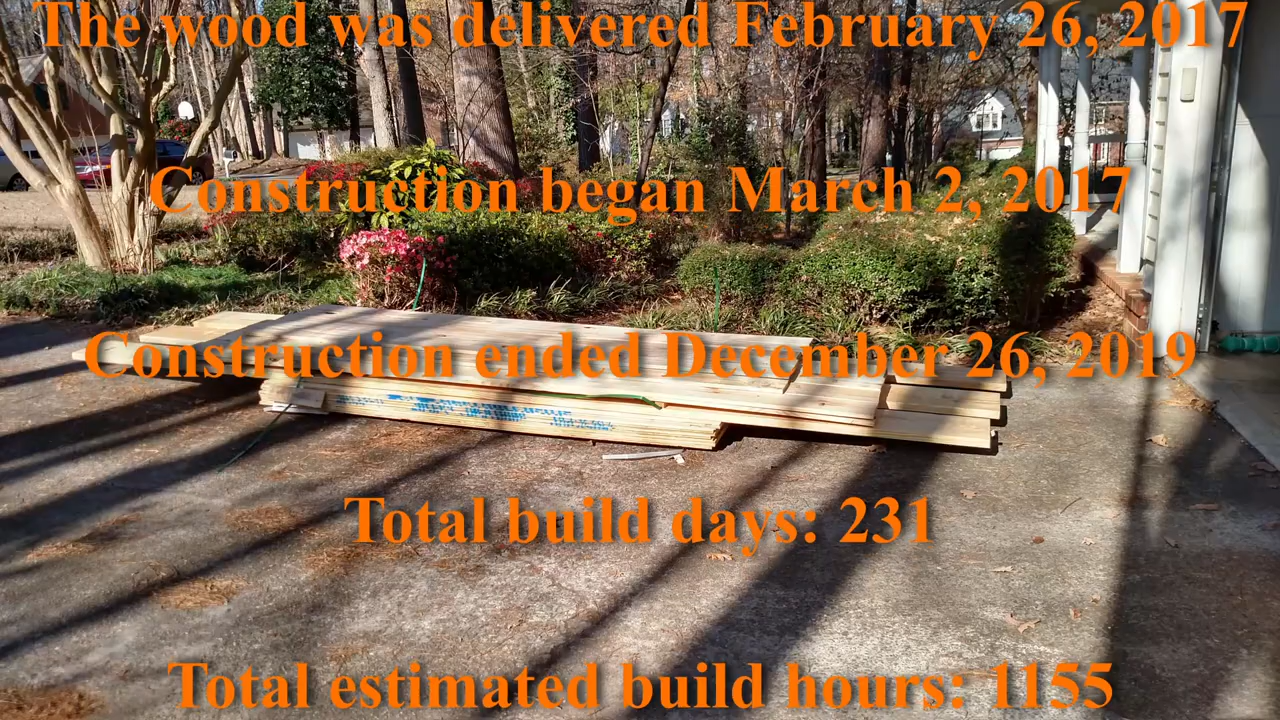 The wood was delivered February 26, 2017
Construction began March 2, 2017
Construction ended December 26, 2019
Total build days: 231
Total estimated build hours: 1155